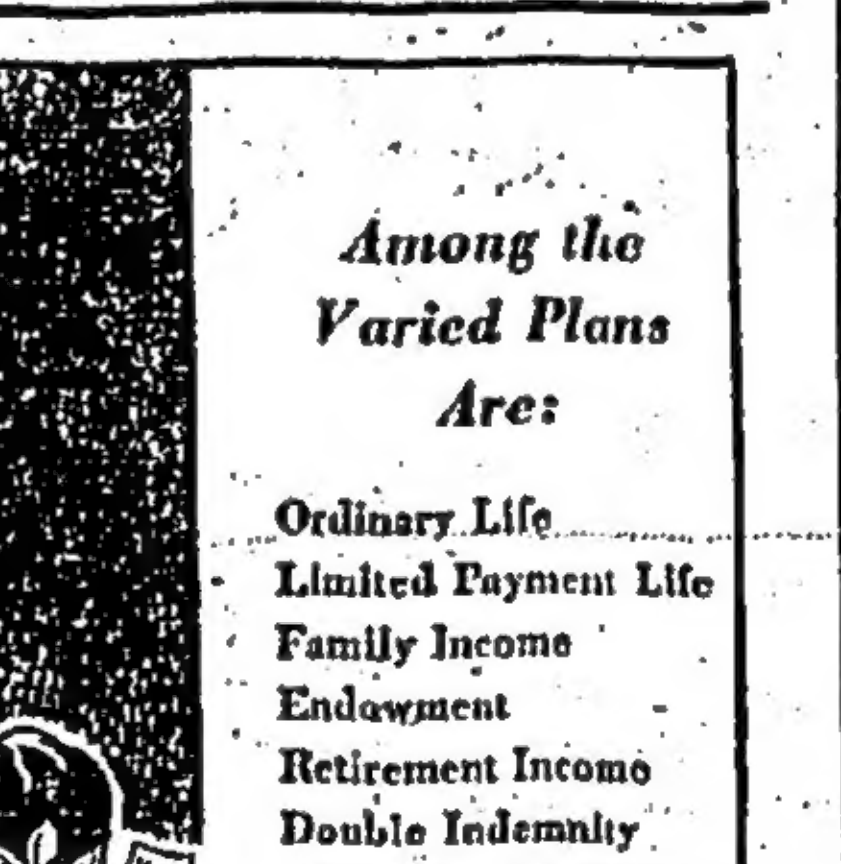 Among the
Varied Plans
Are:
Ordinary Life
Limited Payment Life
Family Income
Endowment
Retirement Income
Double Indemnity